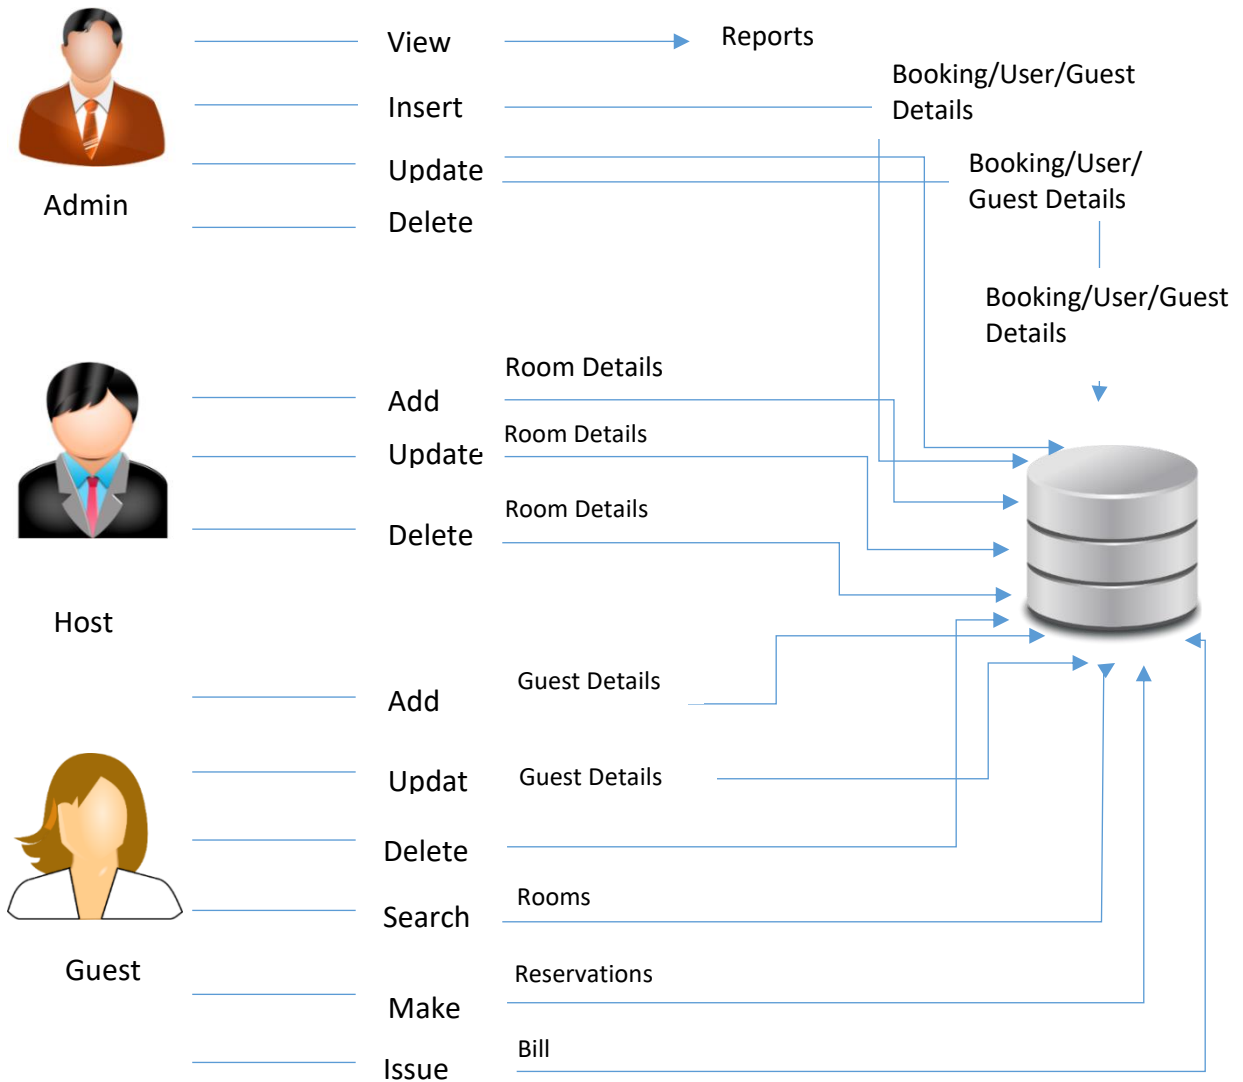 View
Reports
Insert
Booking/User/Guest
Details
Update
Booking/User/
Guest Details
Admin
Delete
Booking/User/Guest
Details
Room Details
Add
Room Details
Update
Room Details
Delete
Host
Guest Details
Add
Guest Details
Updat
Delete
Rooms
Search
Guest
Reservations
Make
Bill
Issue